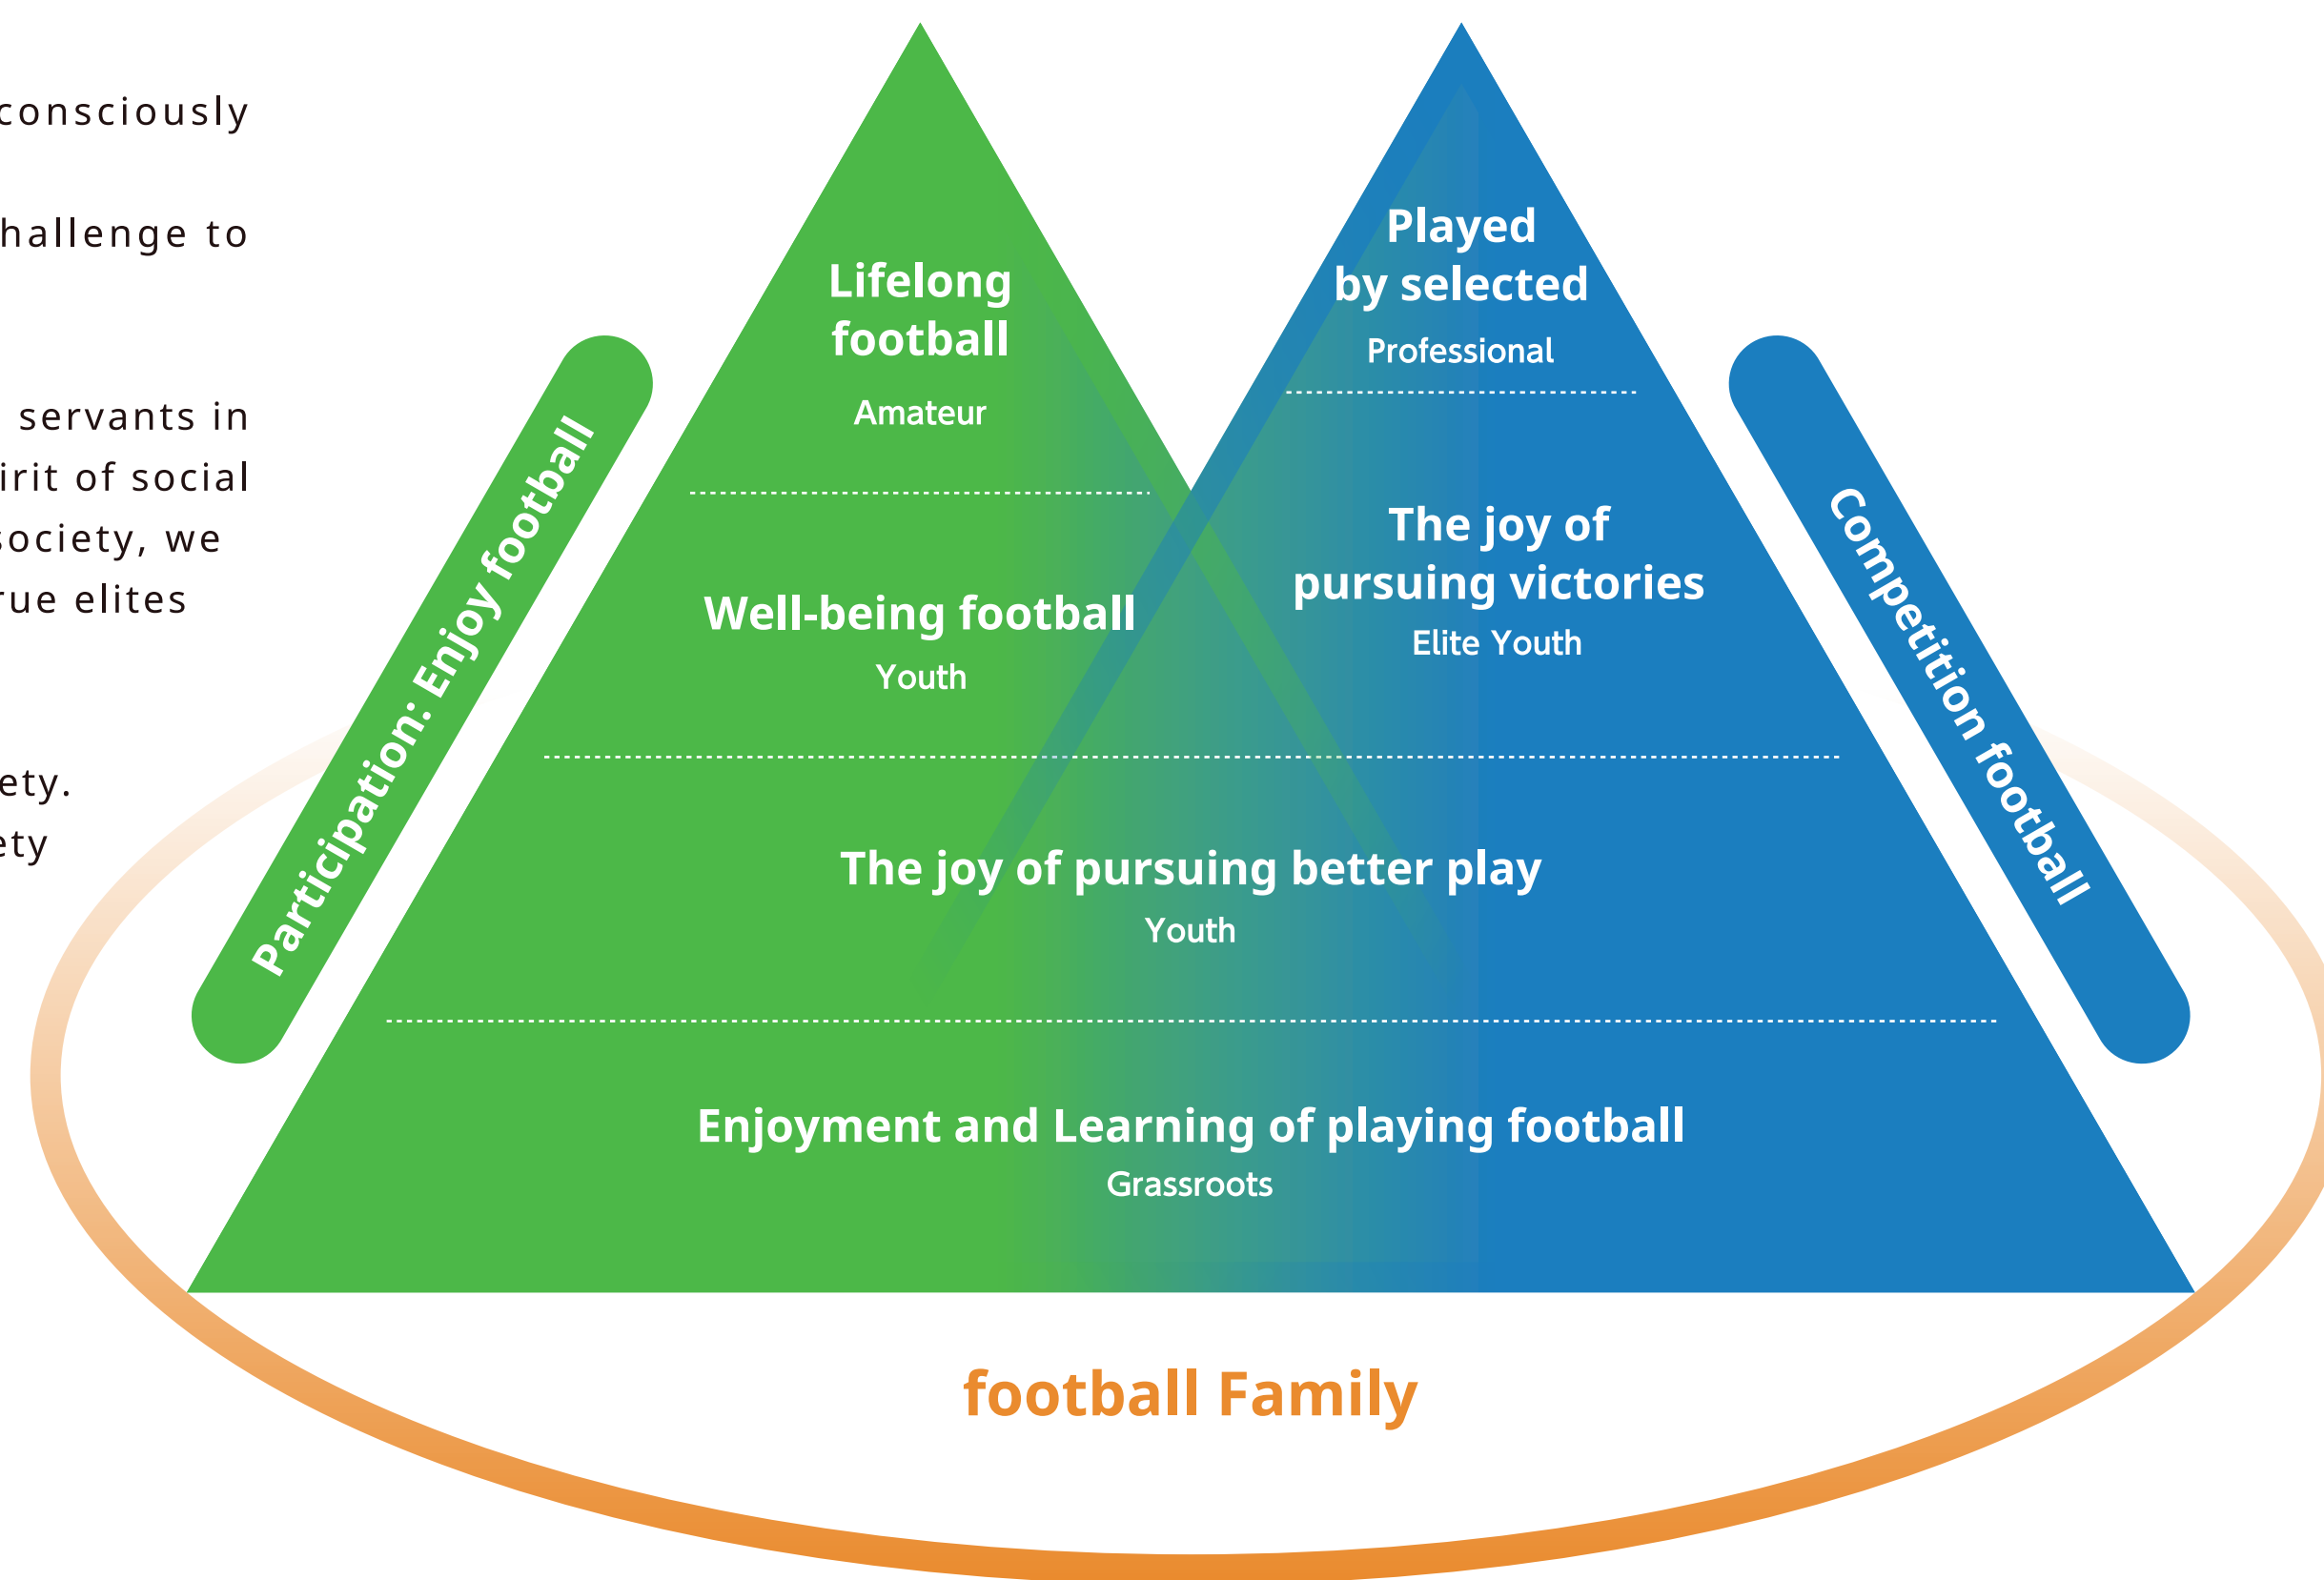 consciously
hallenge to
servants in
irit of social
society, we
rue elites
ety.
ety
Participation: Enjoy football
Lifelong
football
Amateur
Well-being football
Youth
Played
by selected
Professional
The joy of
pursuing victories
Elite Youth
Competition football
The joy of pursuing better play
Youth
Enjoyment and Learning of playing football
Grassroots
football Family